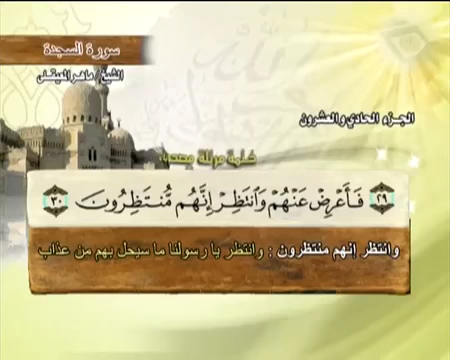 سورة السجدة
الشيخ/ ماهر المعيقلي
الجزء الحادي والعشرون
٢٩ فَأَعْرِضْ عَنْهُمْ وَانتَظِرْ إِنَّهُم مُّنتَظِرُونَ ٣٠
وانتظر إنهم منتظرون : وانتظر يا رسولنا ما سيحل بهم من عذاب